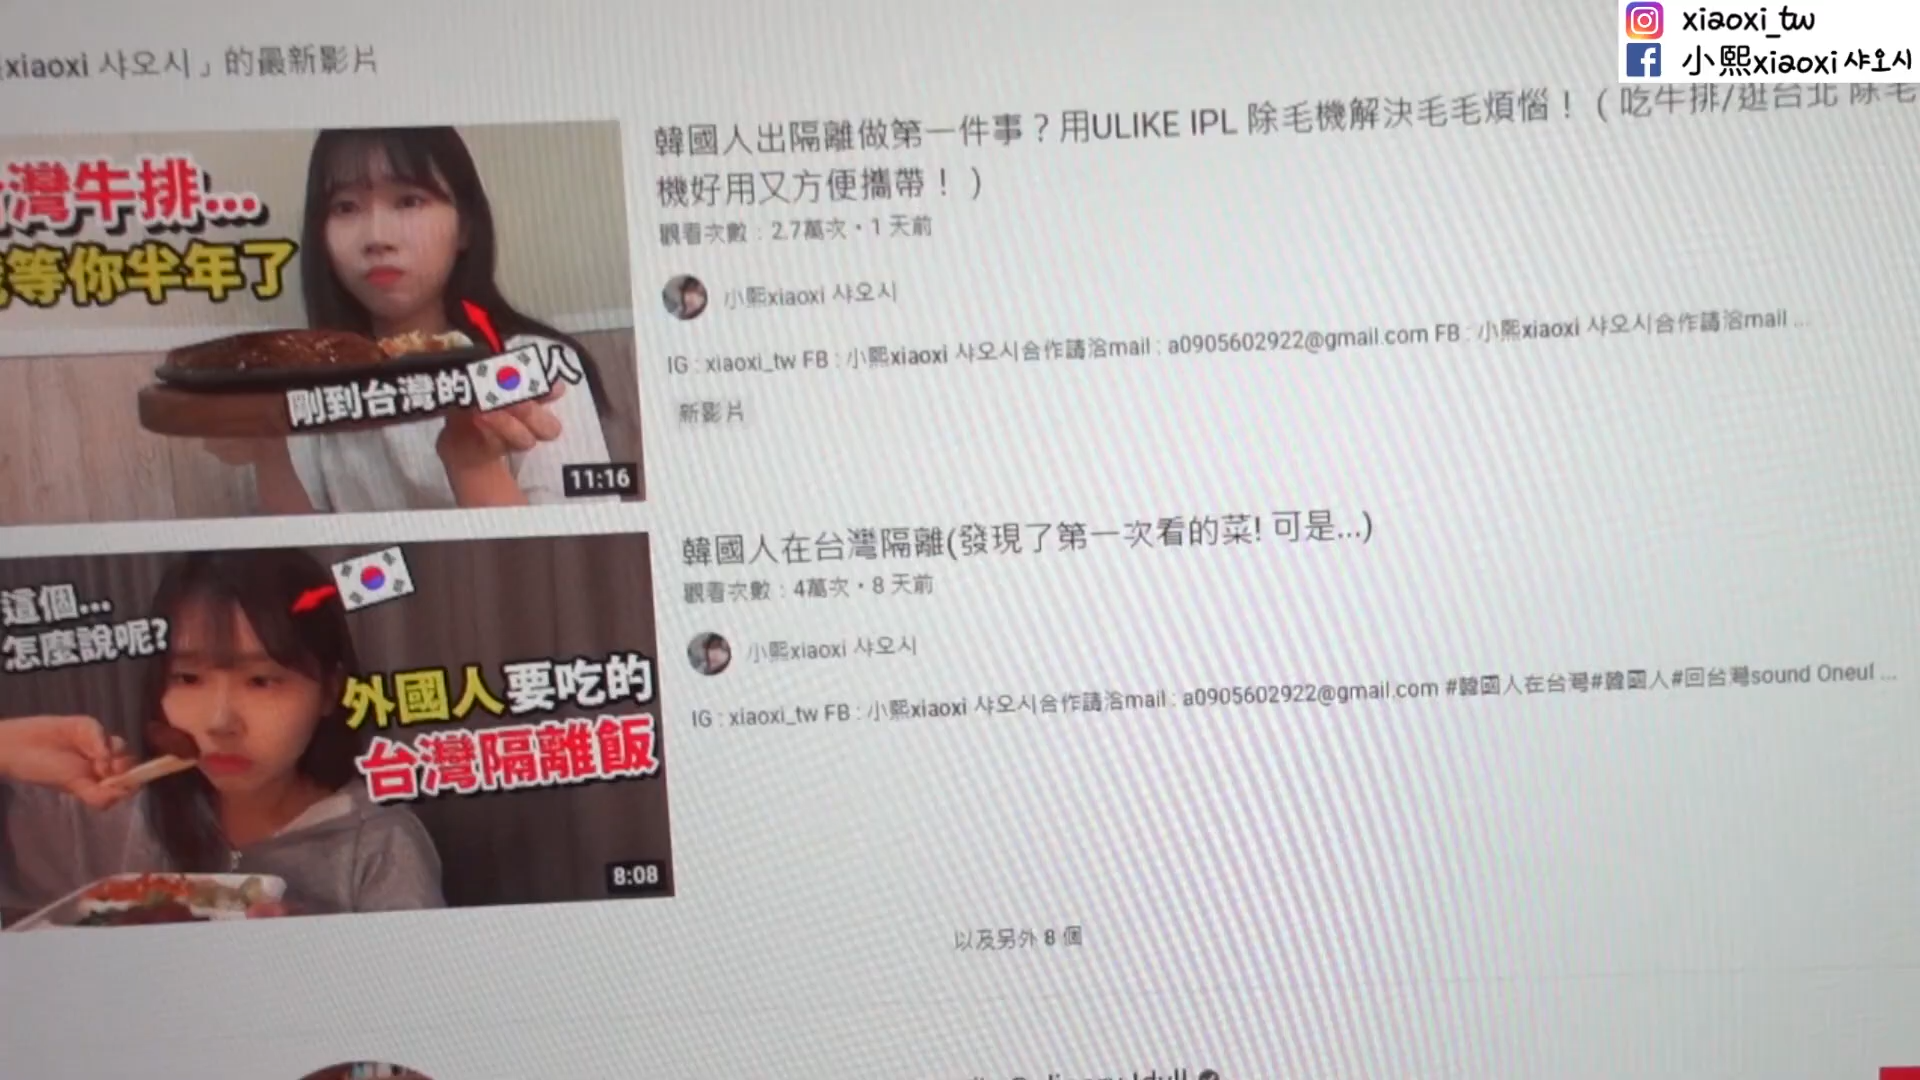 xiaoxi_tw
小熙xiaoxi샤오시
xiaoxi 샤오시」的最新影片
灣牛排...
等你半年了
剛到台灣的
人
11:16
韓國人出隔離做第一件事？用ULIKE IPL 除毛機解決毛毛煩惱！（吃牛排/逛台北 除毛
機好用又方便攜帶！）
觀看次數：2.7萬次・1 天前
小熙xiaoxi 샤오시
IG : xiaoxi_tw FB : 小熙xiaoxi 샤오시合作請洽mail : a0905602922@gmail.com FB : 小熙xiaoxi 샤오시合作請洽mail ...
新影片
這個...
怎麼說呢?
外國人要吃的
台灣隔離飯
8:08
韓國人在台灣隔離(發現了第一次看的菜! 可是...)
觀看次數：4萬次・8 天前
小熙xiaoxi 샤오시
IG : xiaoxi_tw FB : 小熙xiaoxi 샤오시合作請洽mail : a0905602922@gmail.com #韓國人在台灣#韓國人#回台灣sound Oneul ...
以及另外 8 個